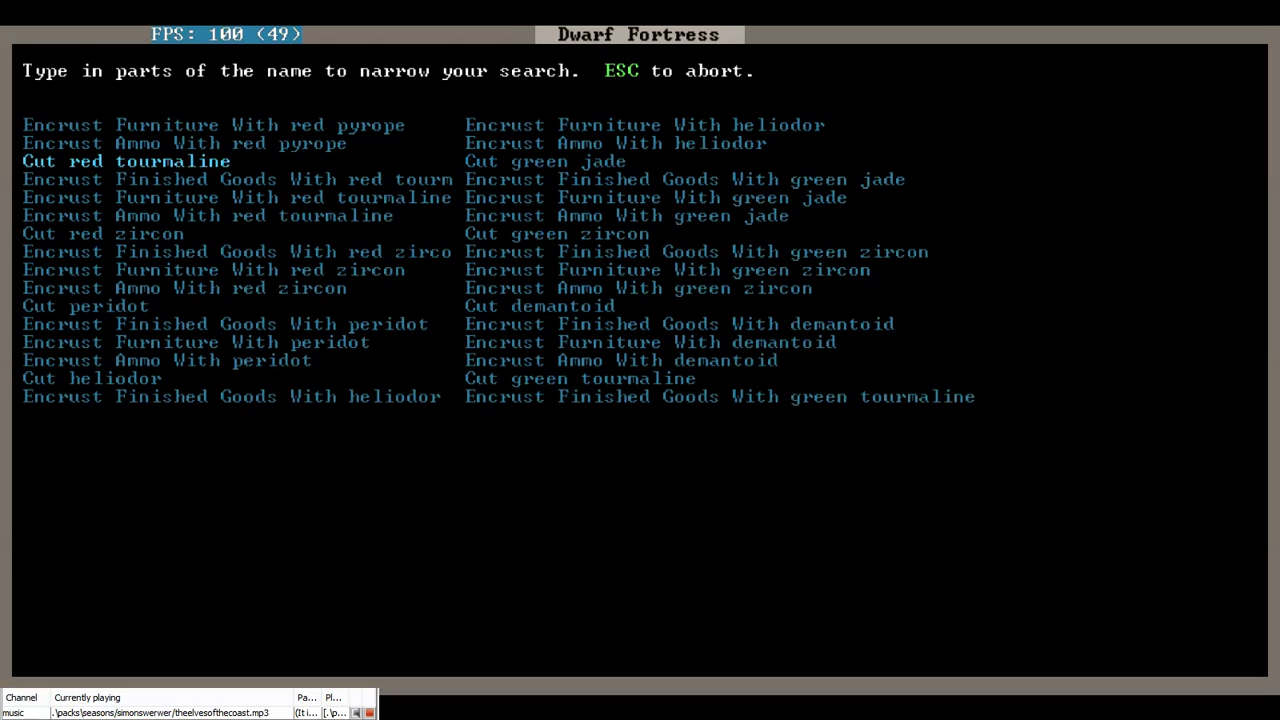 FPS: 100 (49)
Dwarf Fortress
Type in parts of the name to narrow your search.  ESC to abort.
Encrust Furniture With red pyrope
Encrust Ammo With red pyrope
Cut red tourmaline
Encrust Finished Goods With red tourm
Encrust Furniture With red tourmaline
Encrust Ammo With red tourmaline
Cut red zircon
Encrust Finished Goods With red zirco
Encrust Furniture With red zircon
Encrust Ammo With red zircon
Cut peridot
Encrust Finished Goods With peridot
Encrust Furniture With peridot
Encrust Ammo With peridot
Cut heliodor
Encrust Finished Goods With heliodor
Encrust Furniture With heliodor
Encrust Ammo With heliodor
Cut green jade
Encrust Finished Goods With green jade
Encrust Furniture With green jade
Encrust Ammo With green jade
Cut green zircon
Encrust Finished Goods With green zircon
Encrust Furniture With green zircon
Encrust Ammo With green zircon
Cut demantoid
Encrust Finished Goods With demantoid
Encrust Furniture With demantoid
Encrust Ammo With demantoid
Cut green tourmaline
Encrust Finished Goods With green tourmaline
Channel Currently playing Pa... Pl...
music .\packs\seasons/simonswerwer/theelvesofthecoast.mp3 (It i... [.\p...